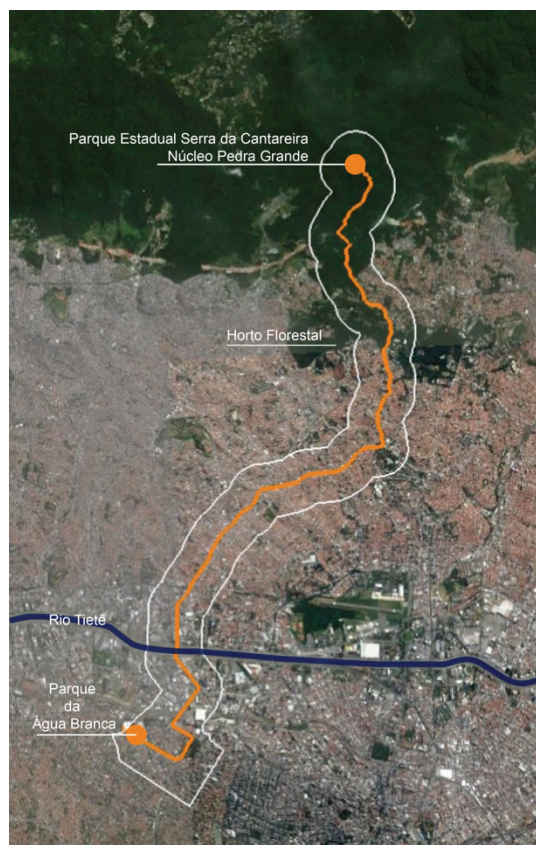 Parque Estadual Serra da Cantareira
Núcleo Pedra Grande
Horto Florestal
Rio Tietê
Parque
da
Água Branca